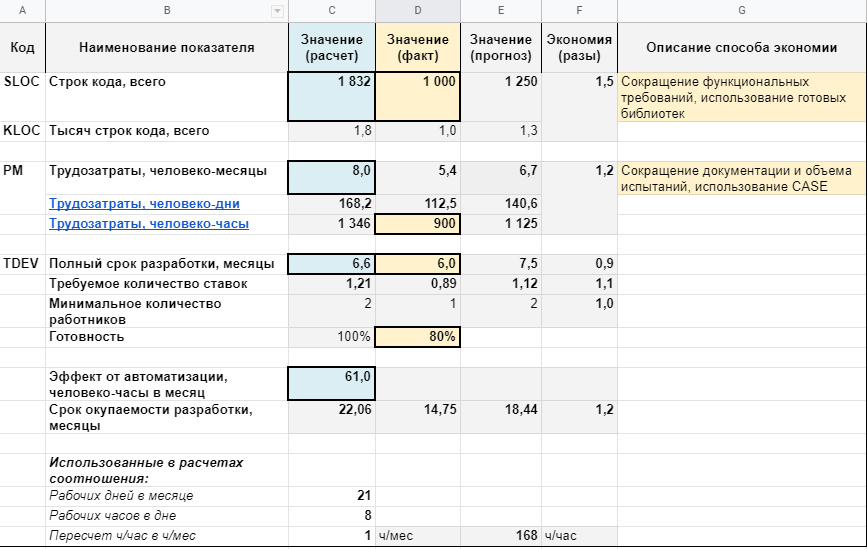 A B C D E F G
Код Наименование показателя Значение (расчет) Значение (факт) Значение (прогноз) Экономия (разы) Описание способа экономии
SLOC Строк кода, всего 1 832 1 000 1 250 1,5 Сокращение функциональных
требований, использование готовых
библиотек
KLOC Тысяч строк кода, всего 1,8 1,0 1,3
PM Трудозатраты, человеко-месяцы 8,0 5,4 6,7 1,2 Сокращение документации и объема
испытаний, использование CASE
Трудозатраты, человеко-дни 168,2 112,5 140,6
Трудозатраты, человеко-часы 1 346 900 1 125
TDEV Полный срок разработки, месяцы 6,6 6,0 7,5 0,9
Требуемое количество ставок 1,21 0,89 1,12 1,1
Минимальное количество 2 1 2 1,0
работников
Готовность 100% 80%
Эффект от автоматизации, 61,0
человеко-часы в месяц
Срок окупаемости разработки, 22,06 14,75 18,44 1,2
месяцы
Использованные в расчетах
соотношения:
Рабочих дней в месяце 21
Рабочих часов в дне 8
Пересчет ч/час в ч/мес 1 ч/мес 168 ч/час